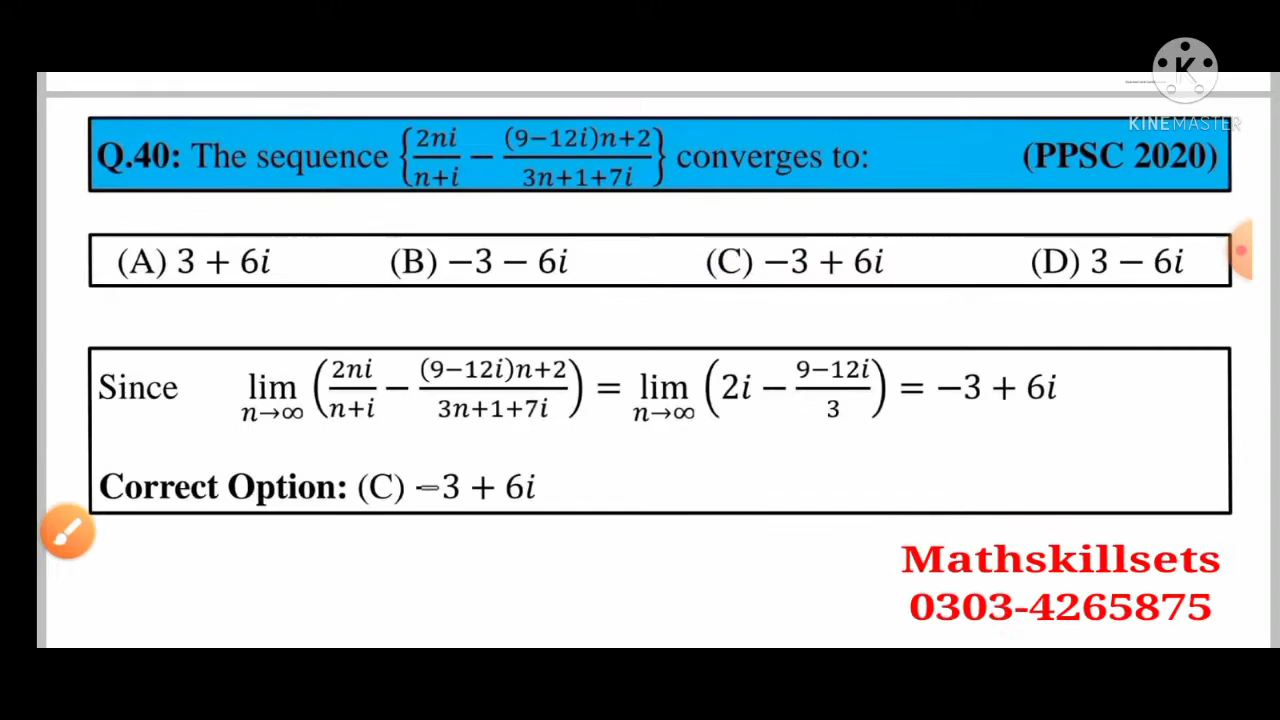 K
KINEMASTER
Q.40: The sequence {2ni/(n+i) − ((9−12i)n+2)/(3n+1+7i)} converges to: (PPSC 2020)
(A) 3 + 6i (B) −3 − 6i (C) −3 + 6i (D) 3 − 6i
Since lim n→∞ (2ni/(n+i) − ((9−12i)n+2)/(3n+1+7i)) = lim n→∞ (2i − (9−12i)/3) = −3 + 6i
Correct Option: (C) −3 + 6i
Mathskillsets
0303-4265875